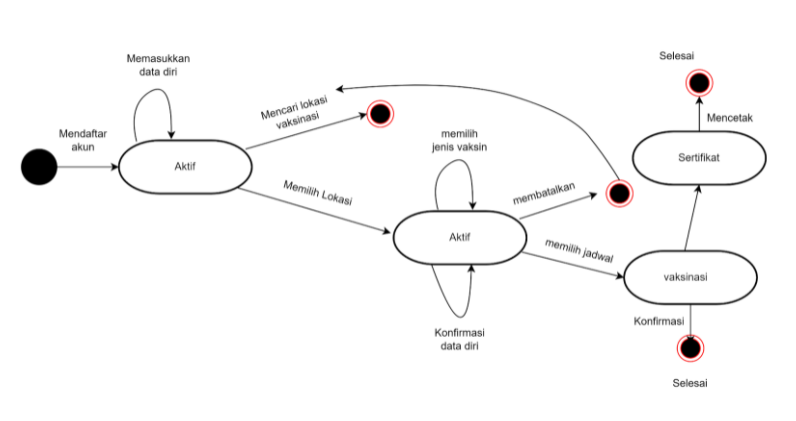 Memasukkan
data diri
Mendaftar
akun
Aktif
Mencari lokasi
vaksinasi
Memilih Lokasi
memilih
jenis vaksin
Aktif
Konfirmasi
data diri
membatalkan
memilih jadwal
Selesai
Mencetak
Sertifikat
vaksinasi
Konfirmasi
Selesai